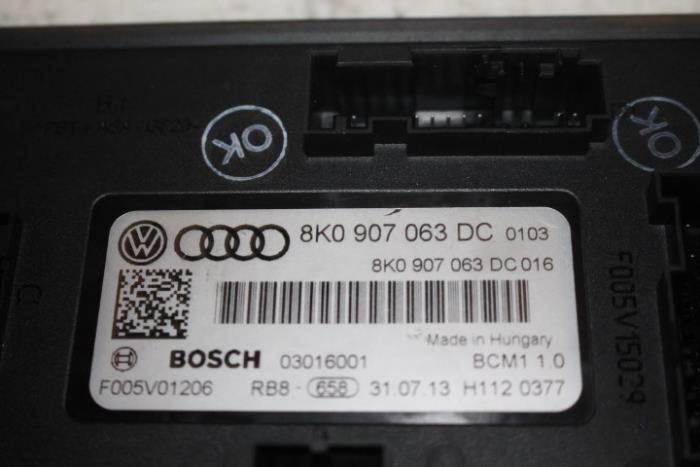 OK
OK
8K0 907 063 DC 0103
8K0 907 063 DC 016
Made in Hungary
BOSCH 03016001 BCM1 1.0
F005V01206 RB8- 658 31.07.13 H112 0377
F005V15029